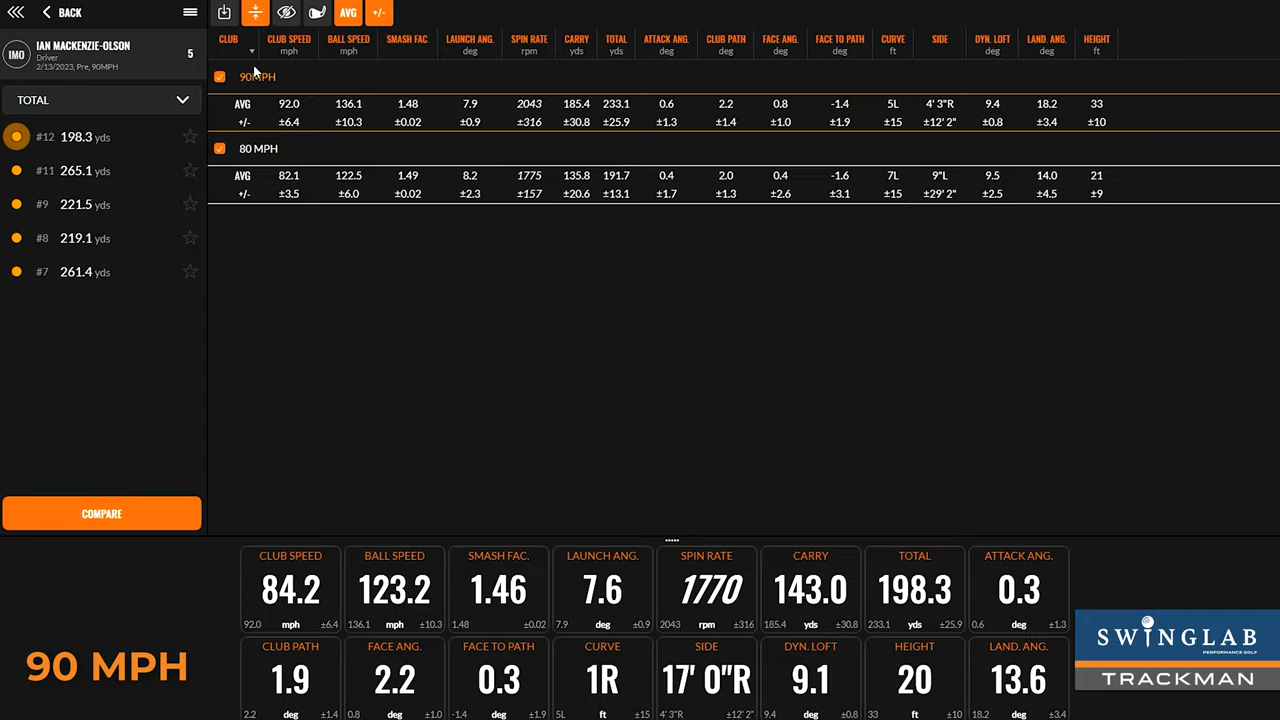 BACK
IMO
IAN MACKENZIE-OLSON
Driver
2/13/2023, Pre, 90MPH
5
TOTAL
#12 198.3 yds
#11 265.1 yds
#9 221.5 yds
#8 219.1 yds
#7 261.4 yds
COMPARE
AVG +/-
CLUB CLUB SPEED BALL SPEED SMASH FAC. LAUNCH ANG. SPIN RATE CARRY TOTAL ATTACK ANG. CLUB PATH FACE ANG. FACE TO PATH CURVE SIDE DYN. LOFT LAND. ANG. HEIGHT
mph mph deg rpm yds yds deg deg deg deg ft deg deg ft
90MPH
AVG 92.0 136.1 1.48 7.9 2043 185.4 233.1 0.6 2.2 0.8 -1.4 5L 4' 3"R 9.4 18.2 33
+/- ±6.4 ±10.3 ±0.02 ±0.9 ±316 ±30.8 ±25.9 ±1.3 ±1.4 ±1.0 ±1.9 ±15 ±12' 2" ±0.8 ±3.4 ±10
80 MPH
AVG 82.1 122.5 1.49 8.2 1775 135.8 191.7 0.4 2.0 0.4 -1.6 7L 9"L 9.5 14.0 21
+/- ±3.5 ±6.0 ±0.02 ±2.3 ±157 ±20.6 ±13.1 ±1.7 ±1.3 ±2.6 ±3.1 ±15 ±29' 2" ±2.5 ±4.5 ±9
CLUB SPEED BALL SPEED SMASH FAC. LAUNCH ANG. SPIN RATE CARRY TOTAL ATTACK ANG.
84.2 123.2 1.46 7.6 1770 143.0 198.3 0.3
92.0 mph ±6.4 136.1 mph ±10.3 1.48 ±0.02 7.9 deg ±0.9 2043 rpm ±316 185.4 yds ±30.8 233.1 yds ±25.9 0.6 deg ±1.3
CLUB PATH FACE ANG. FACE TO PATH CURVE SIDE DYN. LOFT HEIGHT LAND. ANG.
1.9 2.2 0.3 1R 17' 0"R 9.1 20 13.6
2.2 deg ±1.4 0.8 deg ±1.0 -1.4 deg ±1.9 5L ft ±15 4' 3"R ±12' 2" 9.4 deg ±0.8 33 ft ±10 18.2 deg ±3.4
90 MPH
SWINGLAB
PERFORMANCE GOLF
TRACKMAN